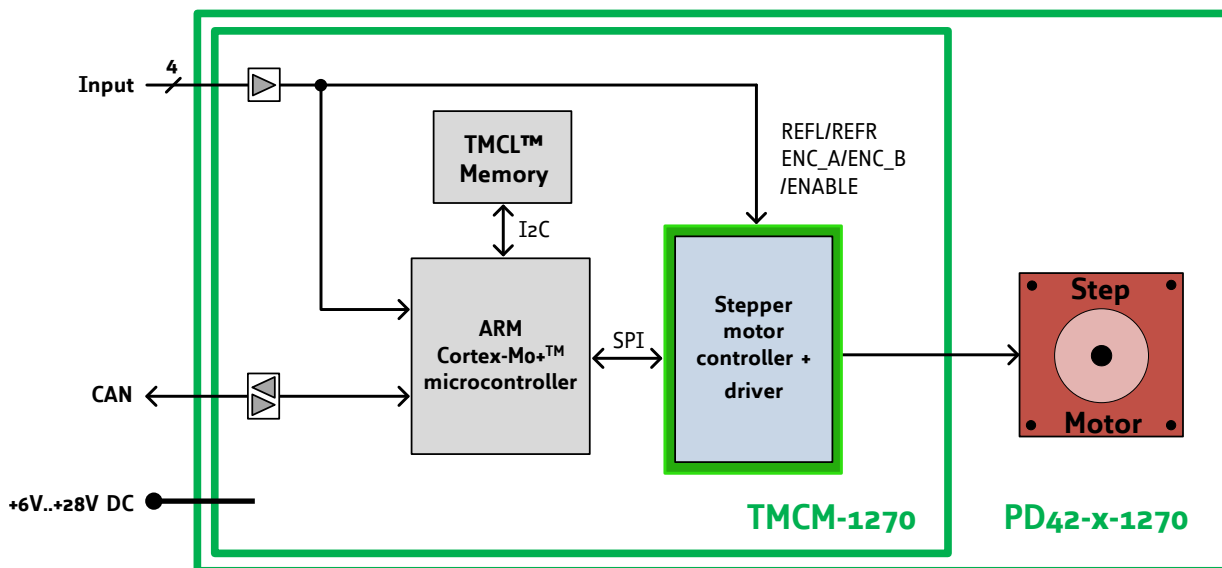 4
Input
REFL/REFR
ENC_A/ENC_B
/ENABLE
TMCL™
Memory
I2C
ARM
Cortex-M0+™
microcontroller
SPI
Stepper
motor
controller +
driver
Step
Motor
CAN
+6V..+28V DC
TMCM-1270
PD42-x-1270